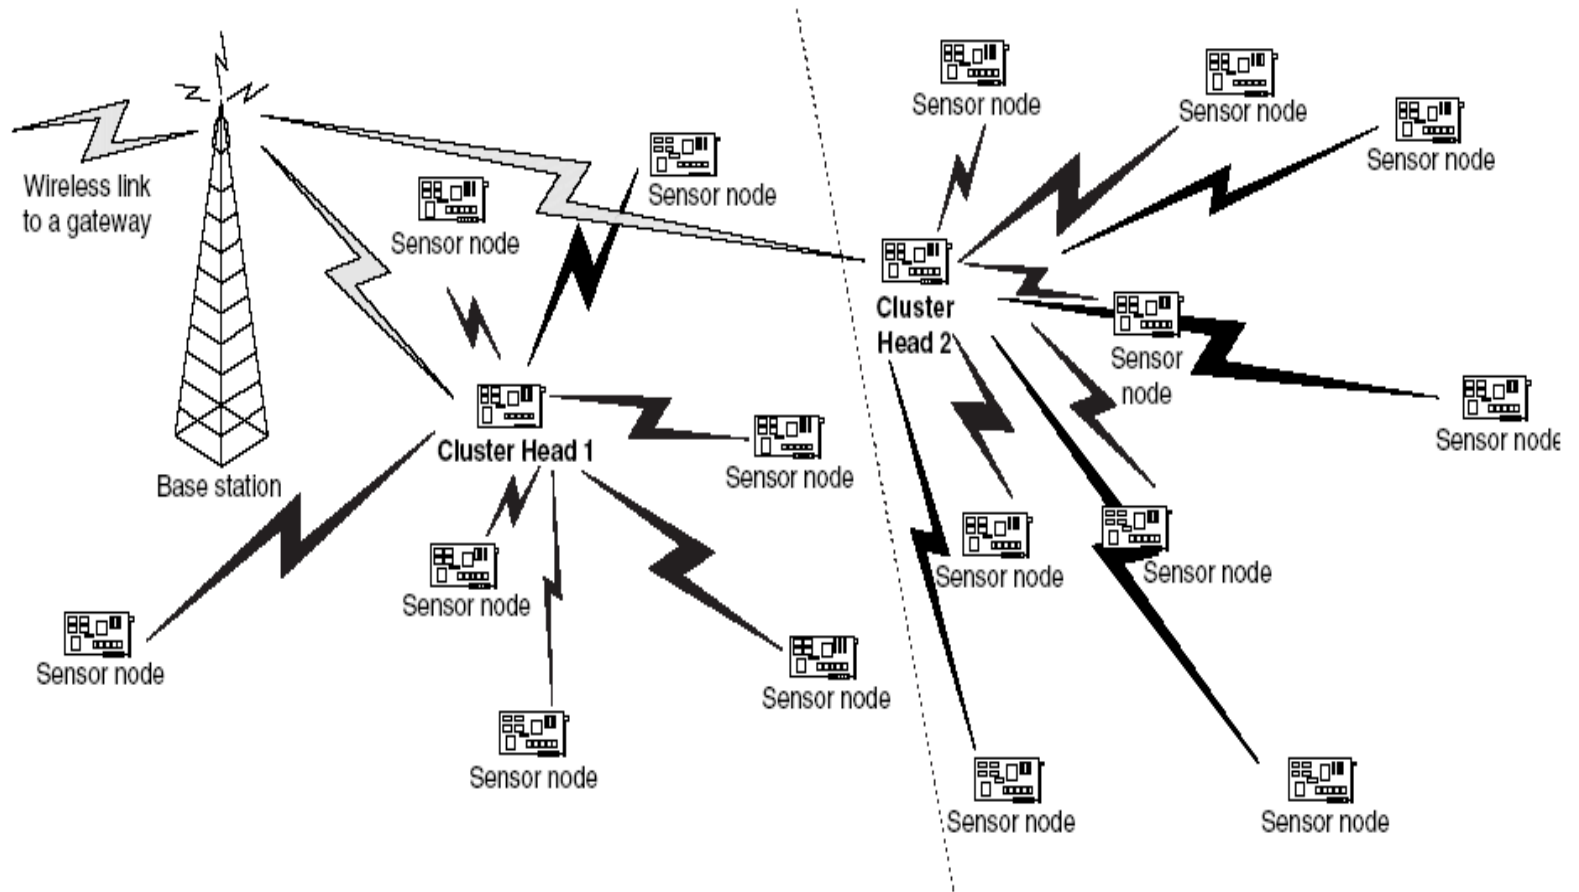 Sensor node
Sensor node
Sensor node
Wireless link
to a gateway
Sensor node
Sensor node
Cluster
Head 2
Sensor
node
Sensor node
Cluster Head 1
Sensor node
Base station
Sensor node
Sensor node
Sensor node
Sensor node
Sensor node
Sensor node
Sensor node
Sensor node
Sensor node